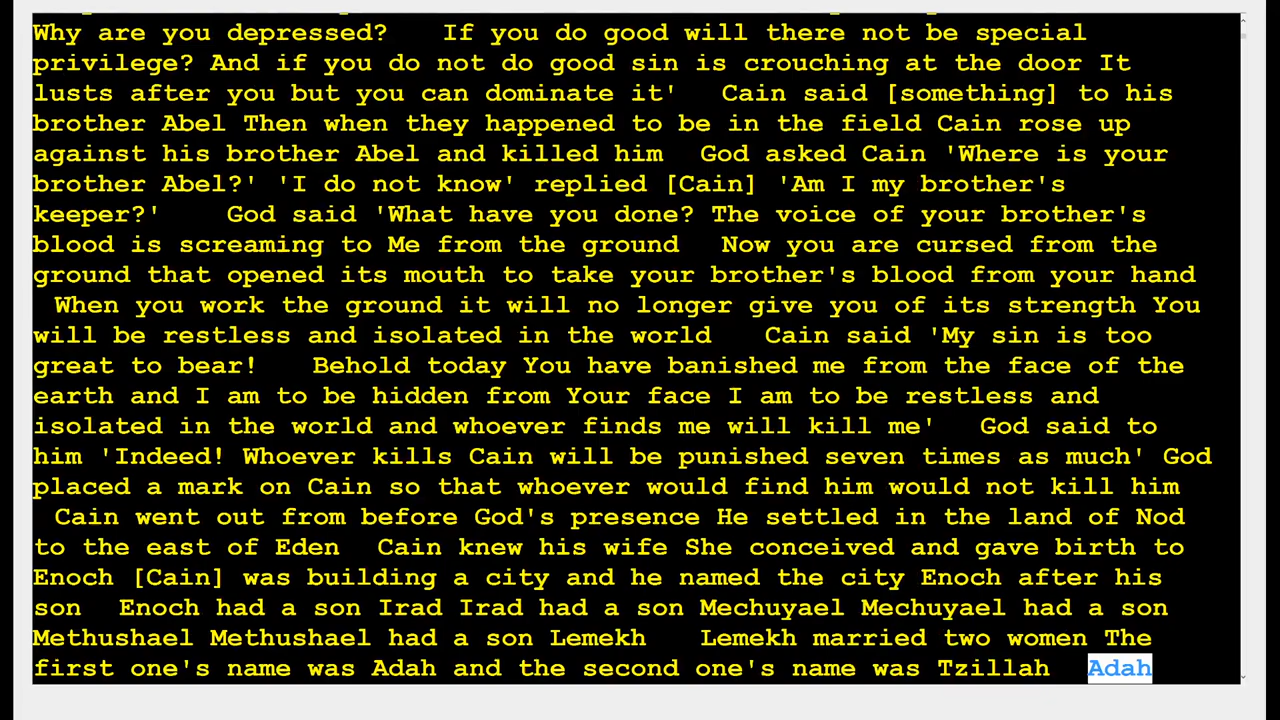 Why are you depressed? If you do good will there not be special
privilege? And if you do not do good sin is crouching at the door It
lusts after you but you can dominate it' Cain said [something] to his
brother Abel Then when they happened to be in the field Cain rose up
against his brother Abel and killed him God asked Cain 'Where is your
brother Abel?' 'I do not know' replied [Cain] 'Am I my brother's
keeper?' God said 'What have you done? The voice of your brother's
blood is screaming to Me from the ground Now you are cursed from the
ground that opened its mouth to take your brother's blood from your hand
When you work the ground it will no longer give you of its strength You
will be restless and isolated in the world Cain said 'My sin is too
great to bear! Behold today You have banished me from the face of the
earth and I am to be hidden from Your face I am to be restless and
isolated in the world and whoever finds me will kill me' God said to
him 'Indeed! Whoever kills Cain will be punished seven times as much' God
placed a mark on Cain so that whoever would find him would not kill him
Cain went out from before God's presence He settled in the land of Nod
to the east of Eden Cain knew his wife She conceived and gave birth to
Enoch [Cain] was building a city and he named the city Enoch after his
son Enoch had a son Irad Irad had a son Mechuyael Mechuyael had a son
Methushael Methushael had a son Lemekh Lemekh married two women The
first one's name was Adah and the second one's name was Tzillah Adah